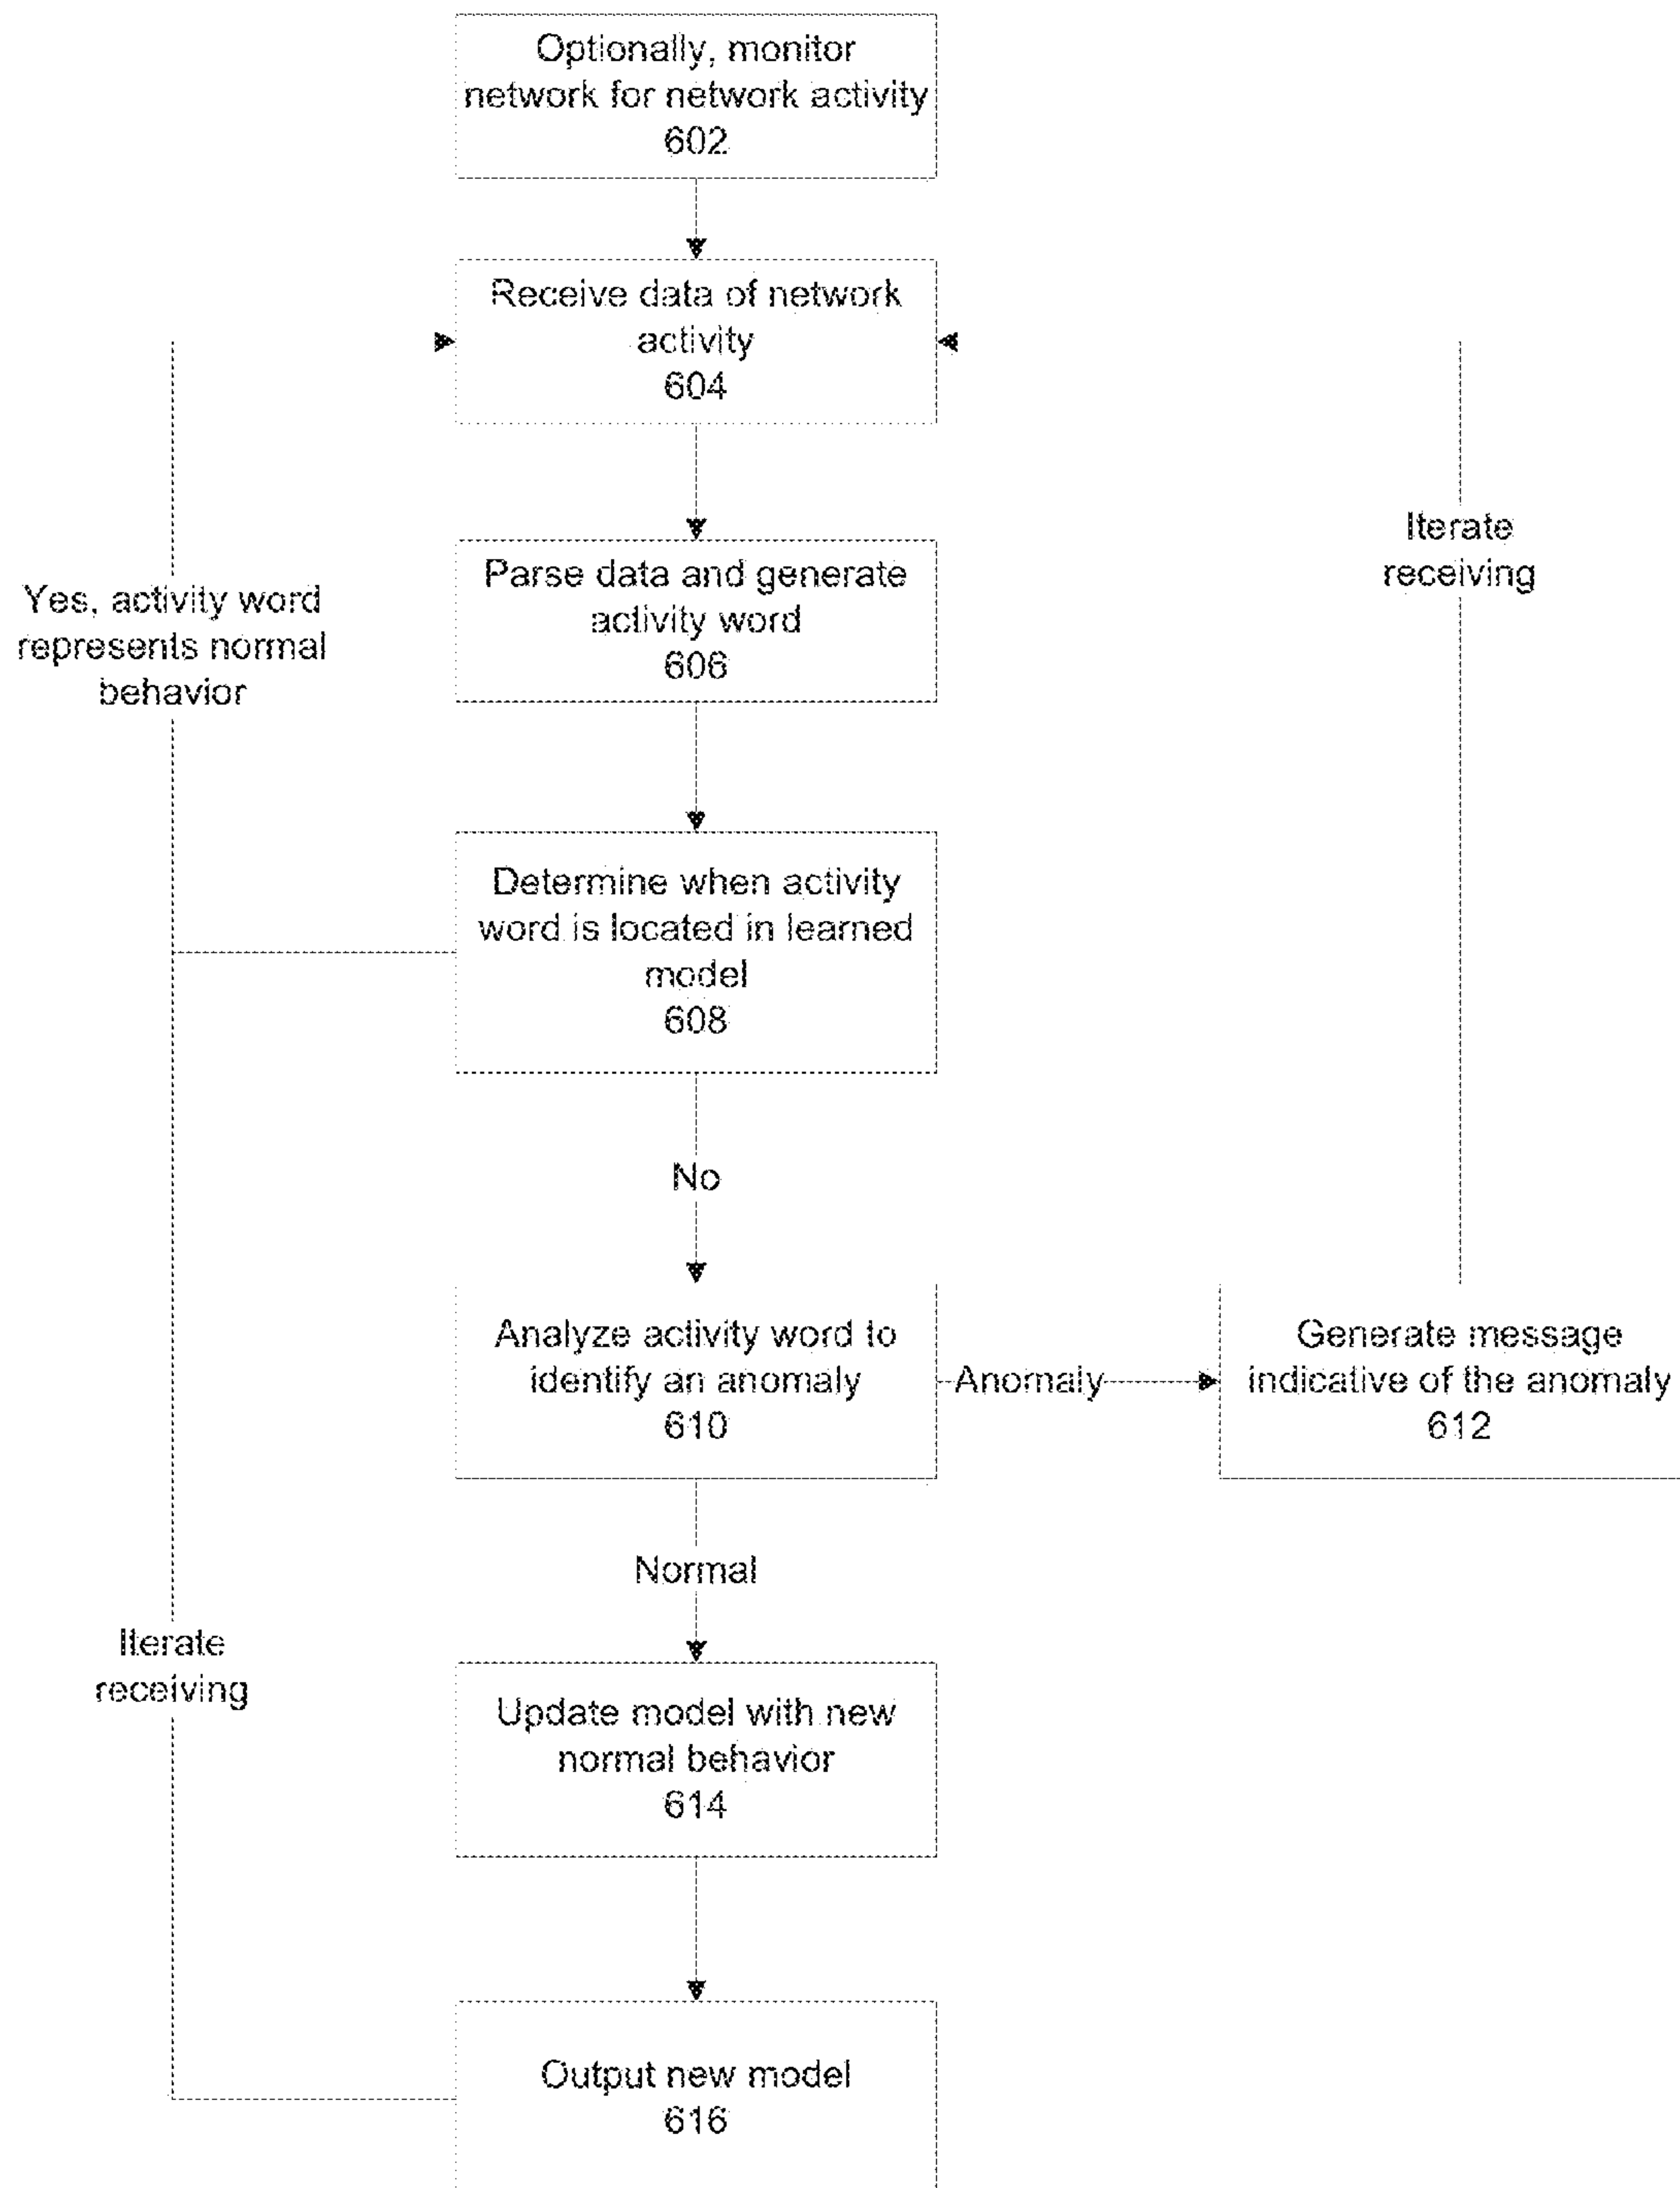 Optionally, monitor
network for network activity
602
Receive data of network
activity
604
Iterate
receiving
Parse data and generate
activity word
606
Yes, activity word
represents normal
behavior
Determine when activity
word is located in learned
model
608
No
Analyze activity word to
identify an anomaly
610
Anomaly
Generate message
indicative of the anomaly
612
Normal
Iterate
receiving
Update model with new
normal behavior
614
Output new model
616